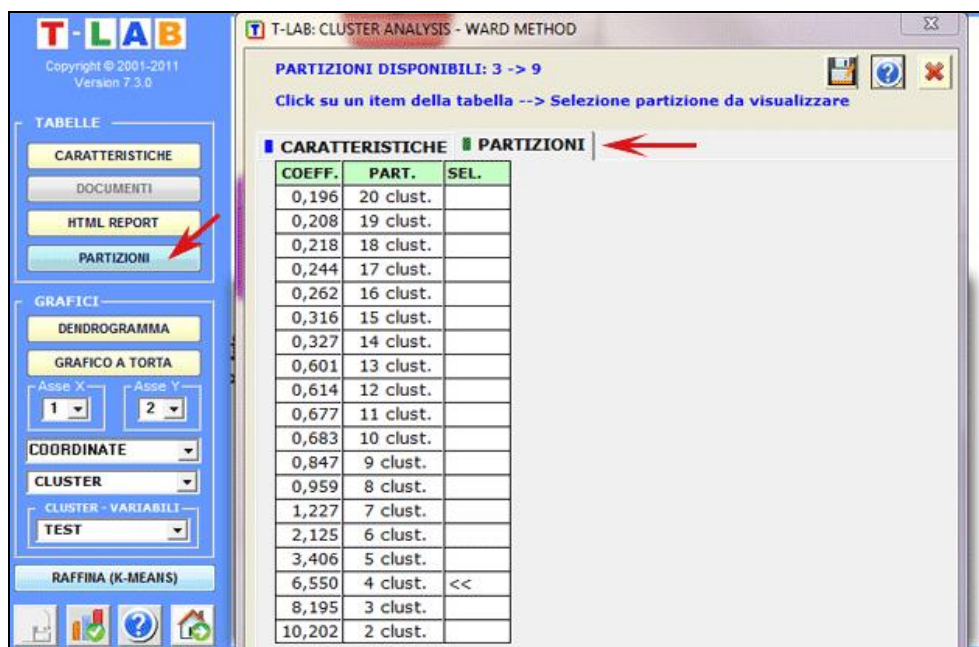 T-LAB
Copyright © 2001-2011
Version 7.3.0
TABELLE
CARATTERISTICHE
DOCUMENTI
HTML REPORT
PARTIZIONI
GRAFICI
DENDROGRAMMA
GRAFICO A TORTA
Asse X Asse Y
1 2
COORDINATE
CLUSTER
CLUSTER - VARIABILI
TEST
RAFFINA (K-MEANS)
T-LAB: CLUSTER ANALYSIS - WARD METHOD
PARTIZIONI DISPONIBILI: 3 -> 9
Click su un item della tabella --> Selezione partizione da visualizzare
CARATTERISTICHE PARTIZIONI
COEFF. PART. SEL.
0,196 20 clust.
0,208 19 clust.
0,218 18 clust.
0,244 17 clust.
0,262 16 clust.
0,316 15 clust.
0,327 14 clust.
0,601 13 clust.
0,614 12 clust.
0,677 11 clust.
0,683 10 clust.
0,847 9 clust.
0,959 8 clust.
1,227 7 clust.
2,125 6 clust.
3,406 5 clust.
6,550 4 clust. <<
8,195 3 clust.
10,202 2 clust.